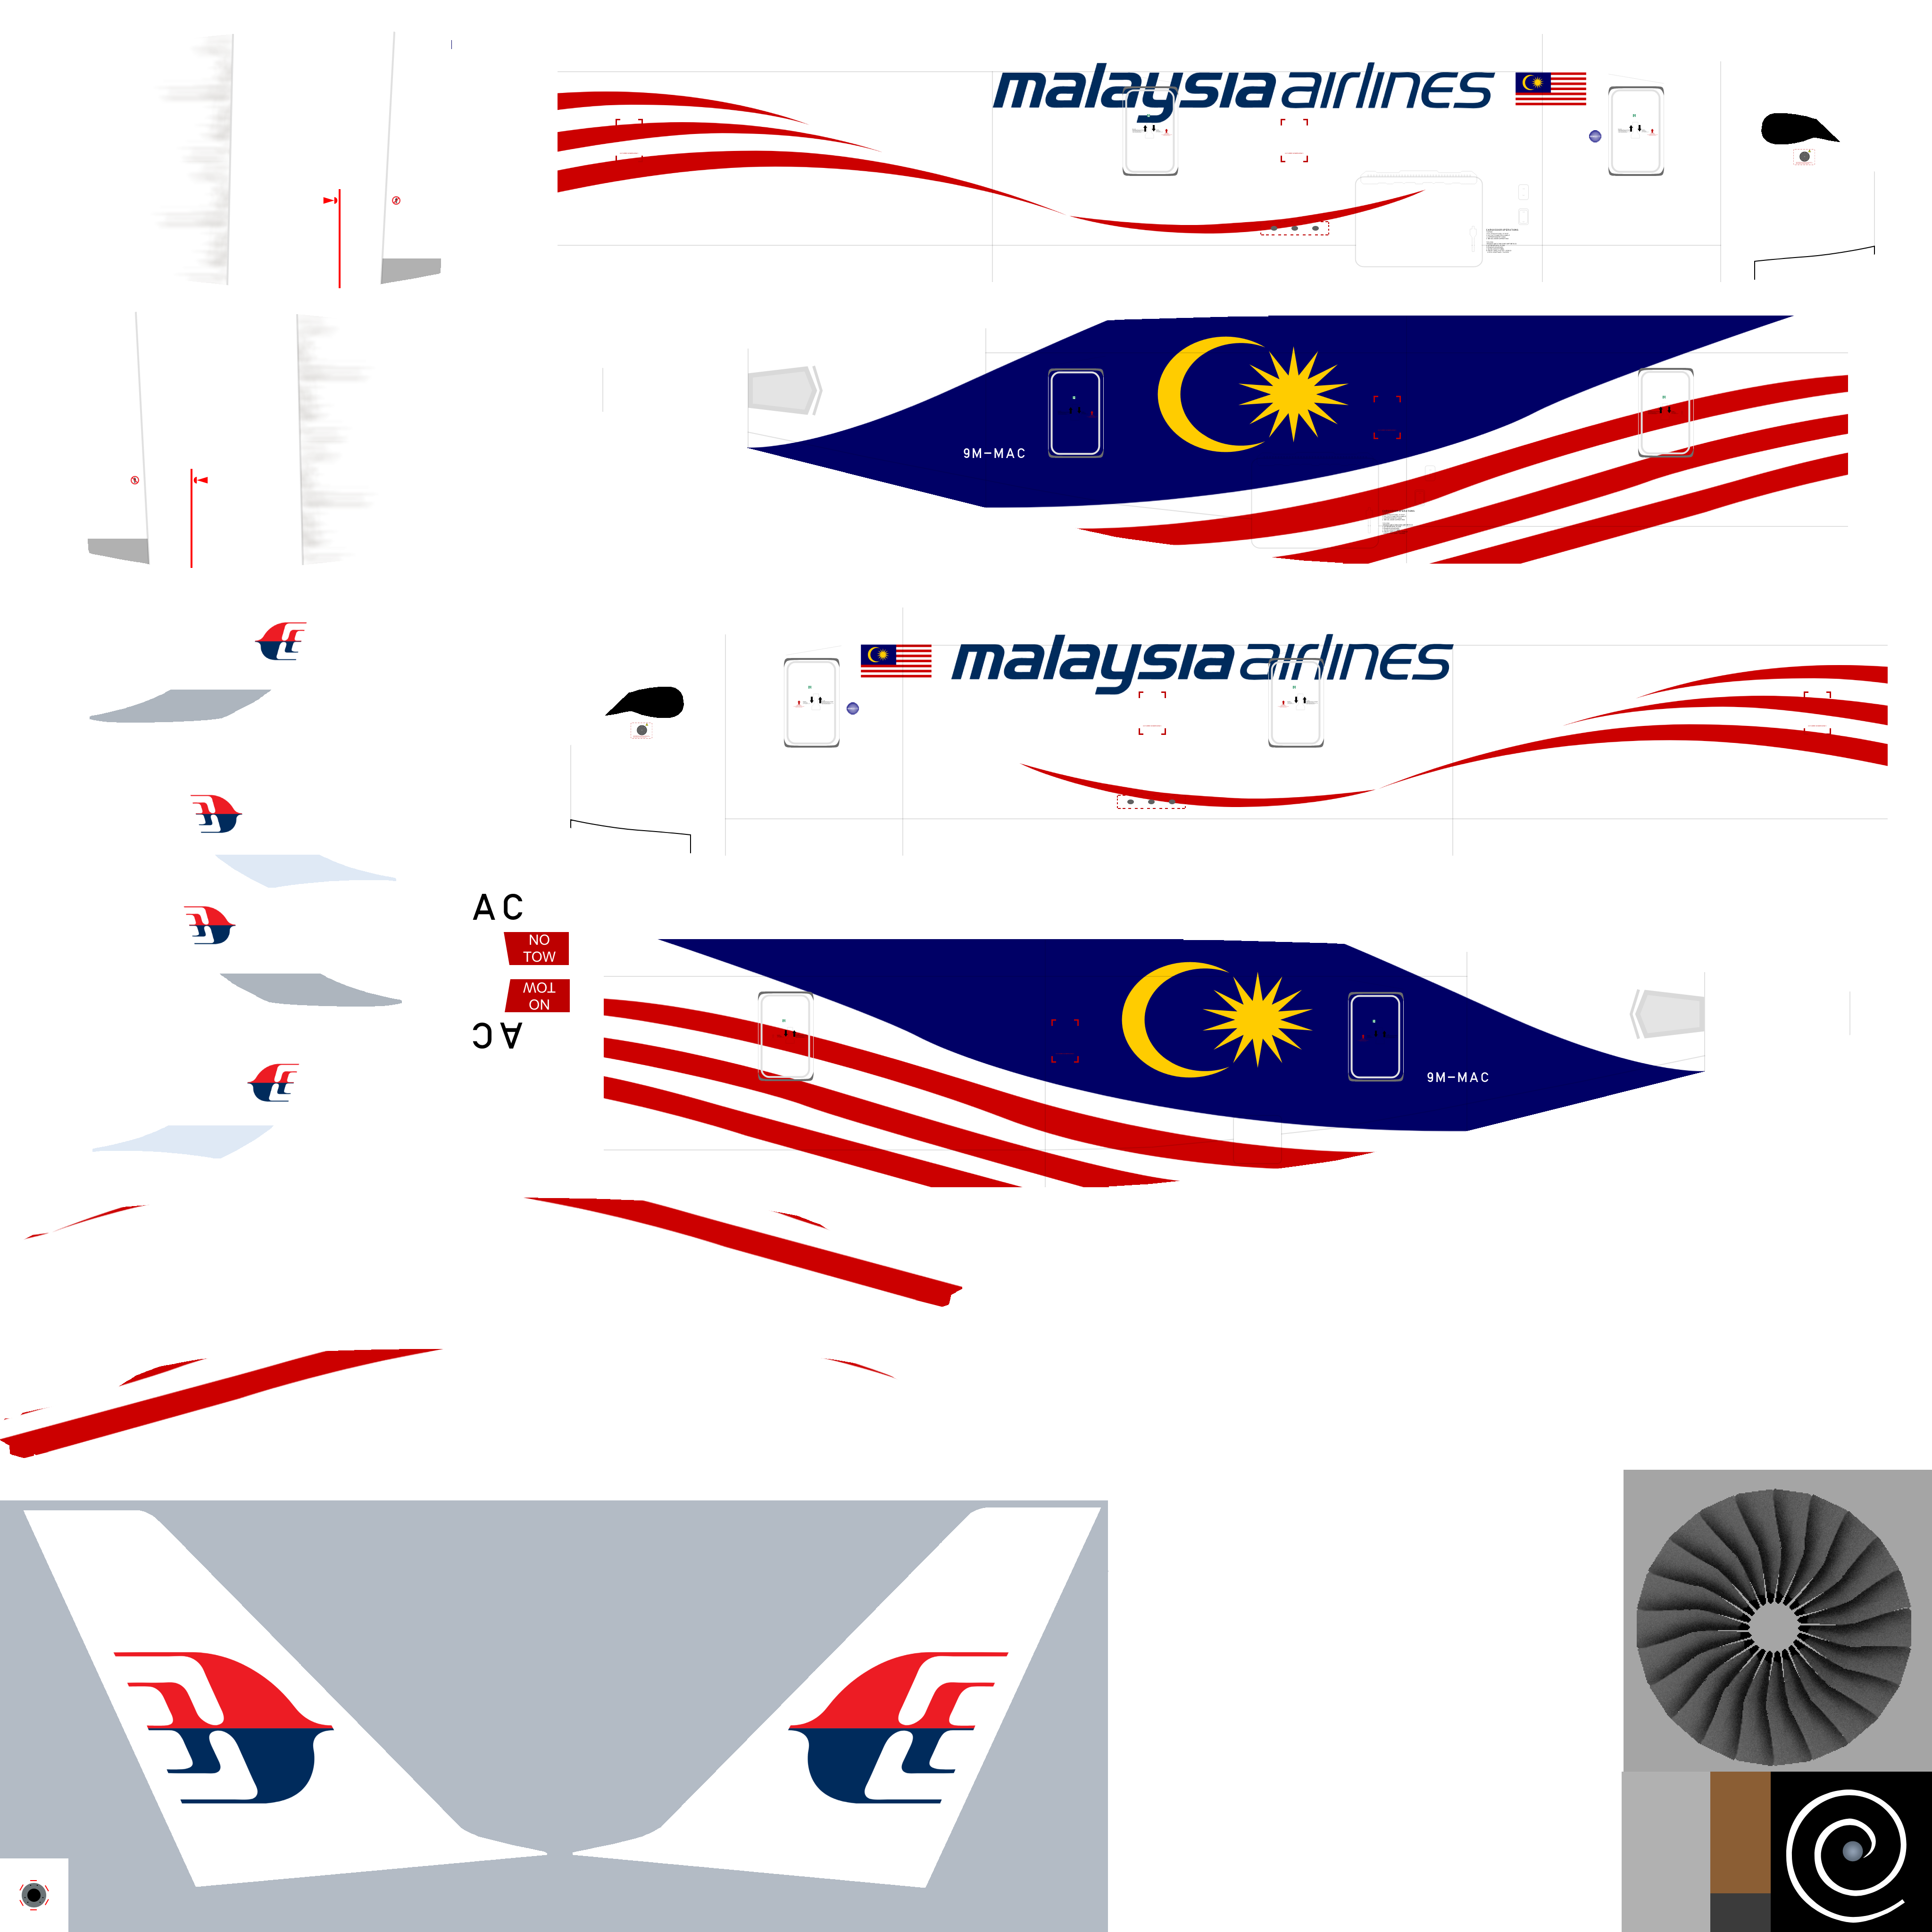 malaysia airlines
9M-MAC
malaysia airlines
AC
NO
TOW
NO
TOW
AC
9M-MAC